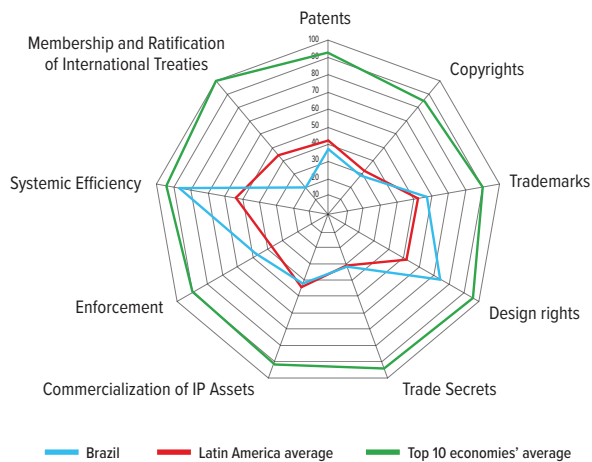 Patents
100
90
80
70
60
50
40
30
20
10
Copyrights
Trademarks
Design rights
Trade Secrets
Commercialization of IP Assets
Enforcement
Systemic Efficiency
Membership and Ratification
of International Treaties
Brazil
Latin America average
Top 10 economies’ average